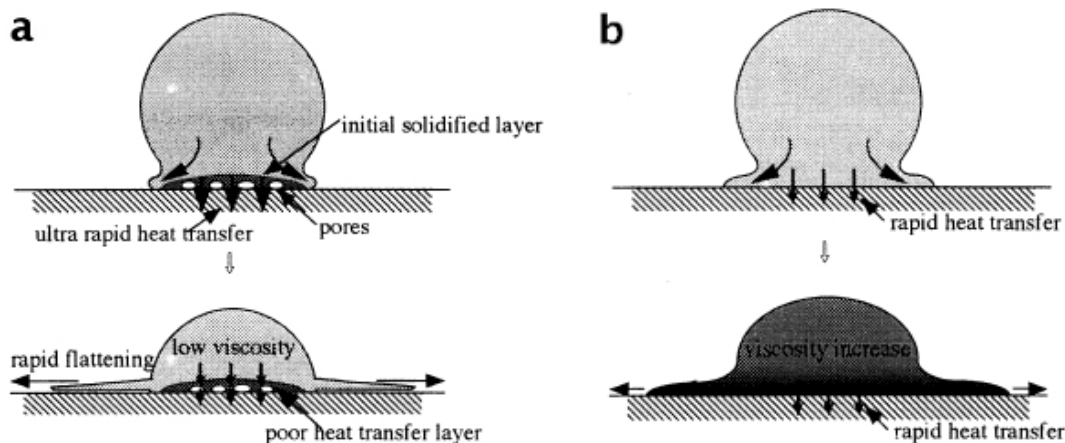 a
initial solidified layer
ultra rapid heat transfer
pores
rapid flattening
low viscosity
poor heat transfer layer
b
rapid heat transfer
viscosity increase
rapid heat transfer